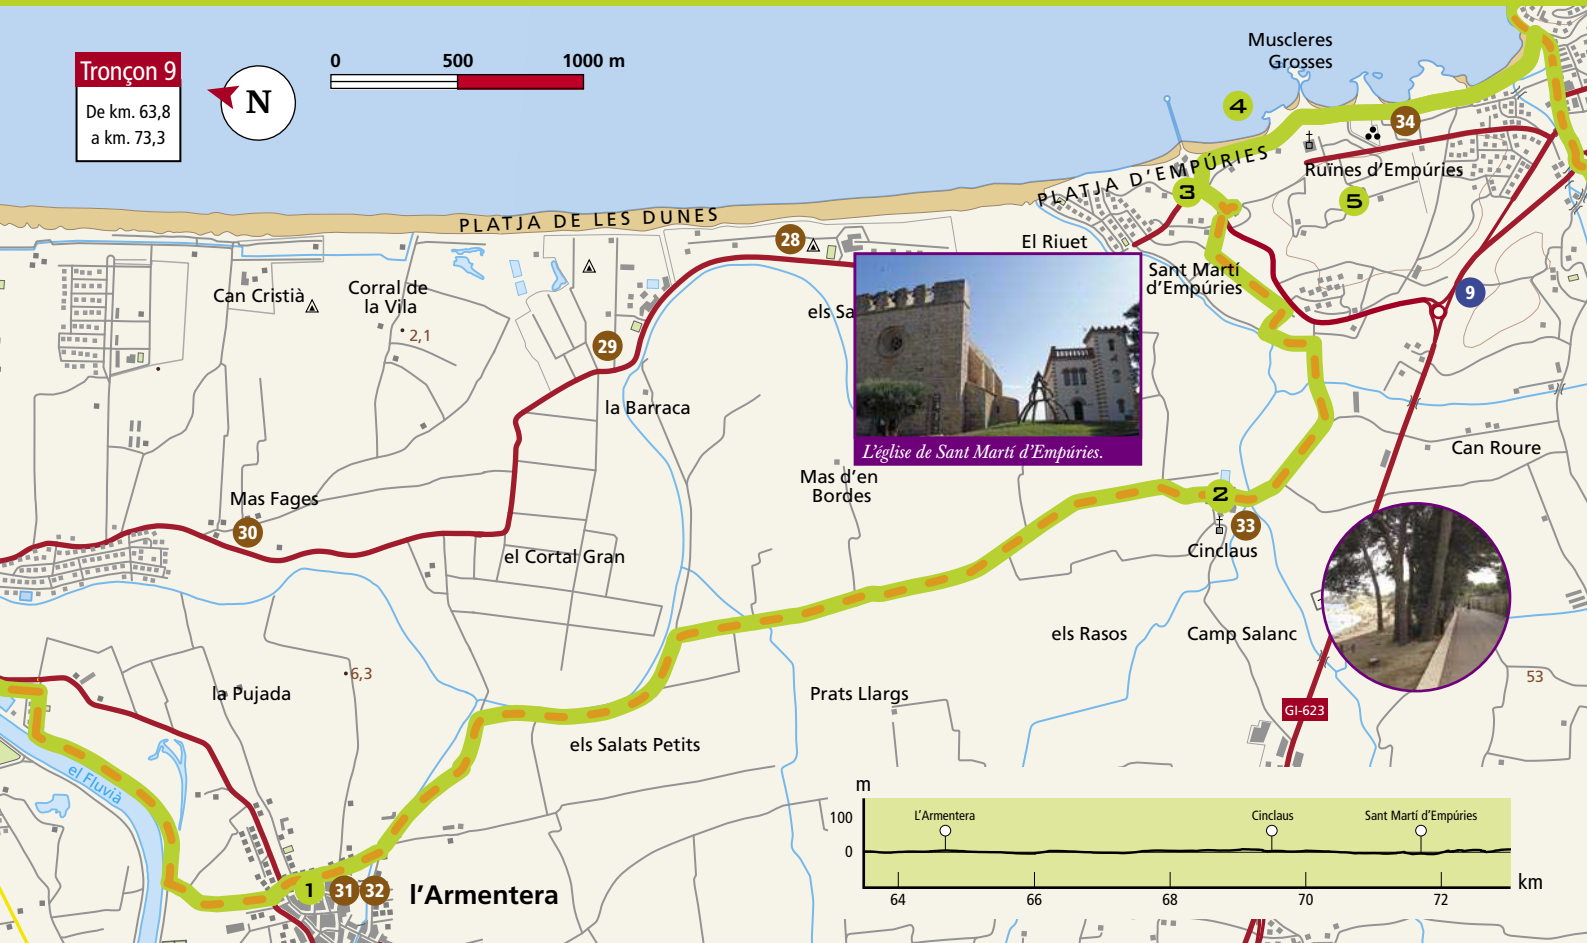 Tronçon 9
De km. 63,8
a km. 73,3
N
0 500 1000 m
Muscleres
Grosses
4
34
PLATJA D'EMPÚRIES
Ruïnes d'Empúries
3
5
PLATJA DE LES DUNES
28
El Riuet
Sant Martí
d'Empúries
9
Can Cristià
Corral de
la Vila
2,1
els Sa
29
la Barraca
L'église de Sant Martí d'Empúries.
Can Roure
Mas d'en
Bordes
Mas Fages
30
2
33
Cinclaus
el Cortal Gran
els Rasos
Camp Salanc
6,3
la Pujada
Prats Llargs
53
GI-623
els Salats Petits
el Fluvià
1
31
32
l'Armentera
m
100
0
L'Armentera
Cinclaus
Sant Martí d'Empúries
km
64 66 68 70 72